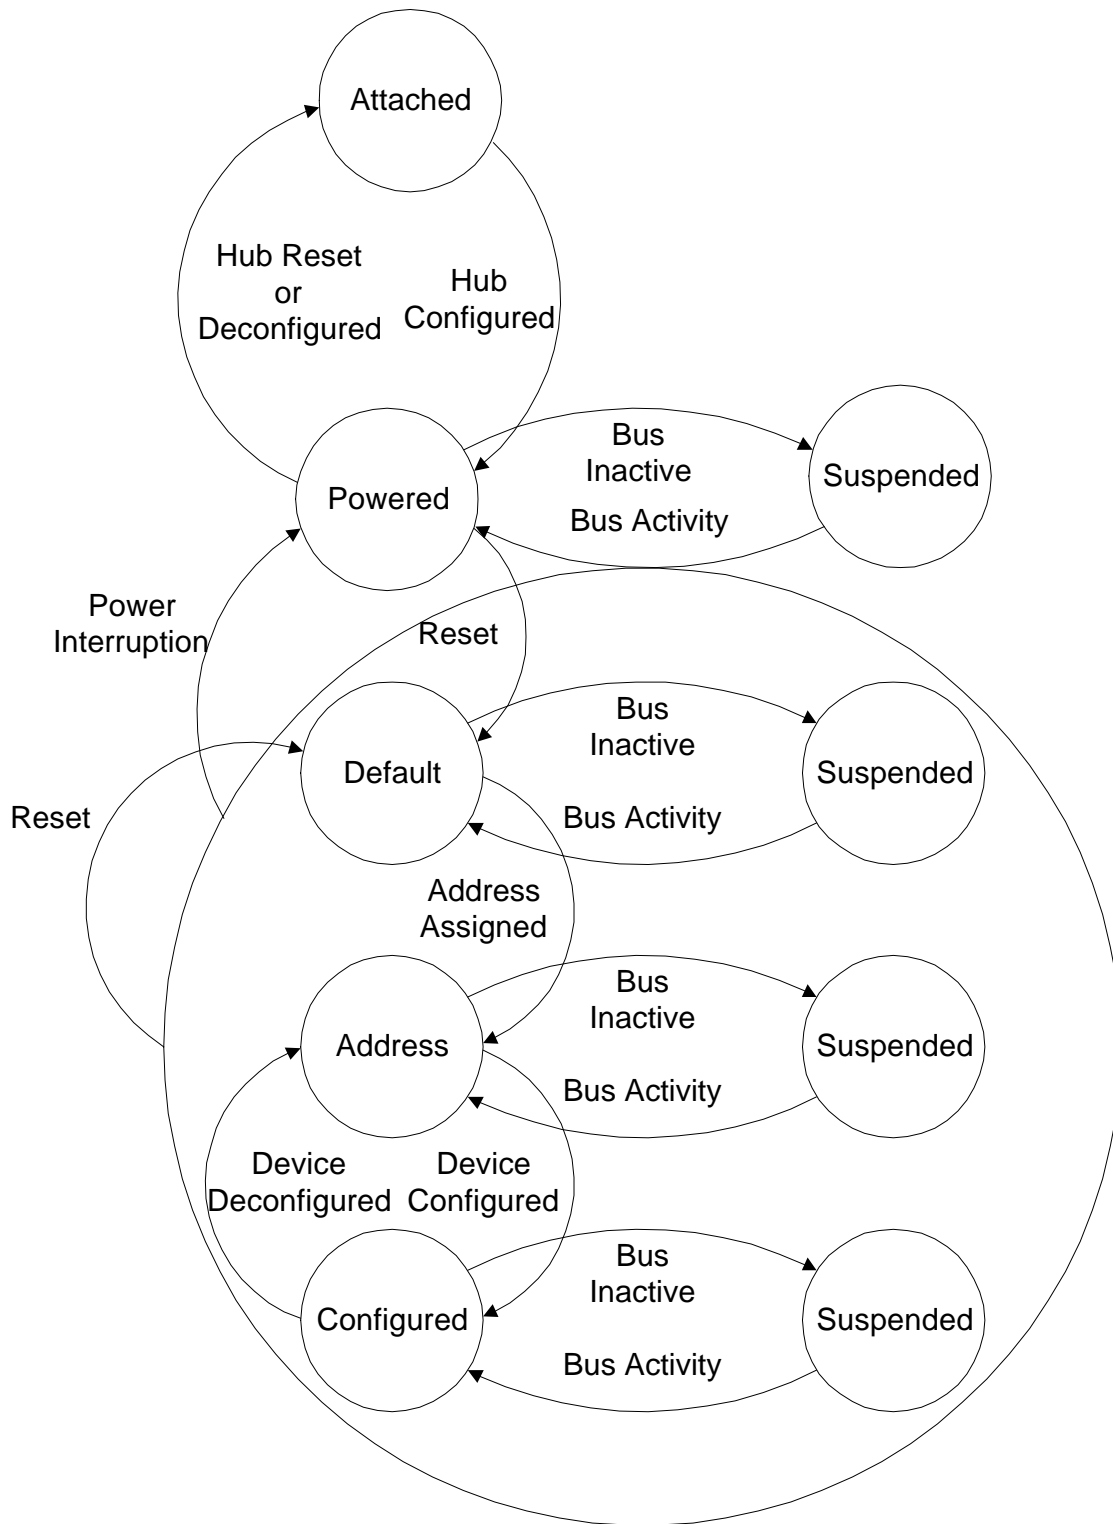 Attached
Hub Reset
or
Deconfigured
Hub
Configured
Powered
Bus
Inactive
Bus Activity
Suspended
Power
Interruption
Reset
Default
Bus
Inactive
Bus Activity
Suspended
Reset
Address
Assigned
Address
Bus
Inactive
Bus Activity
Suspended
Device
Deconfigured
Device
Configured
Configured
Bus
Inactive
Bus Activity
Suspended